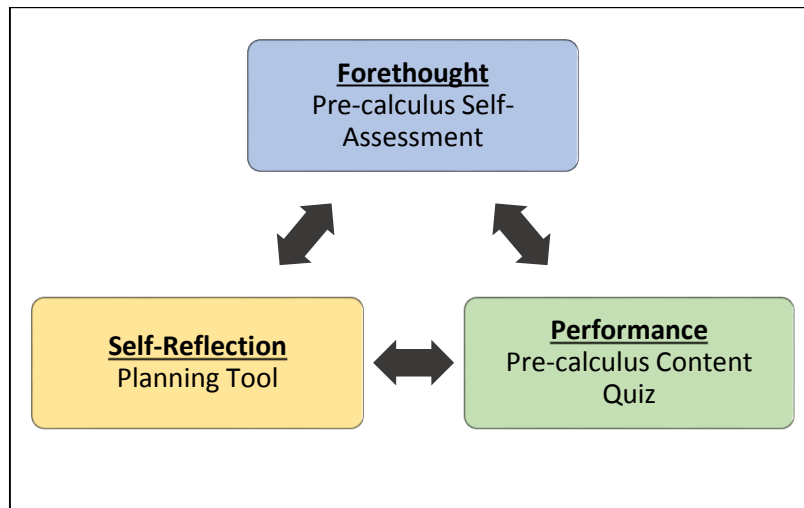 Forethought
Pre-calculus Self-
Assessment
Self-Reflection
Planning Tool
Performance
Pre-calculus Content
Quiz